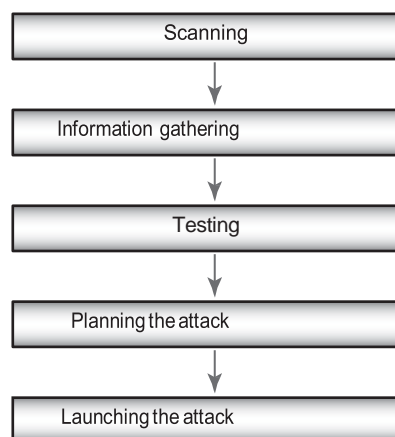 Scanning
Information gathering
Testing
Planning the attack
Launching the attack